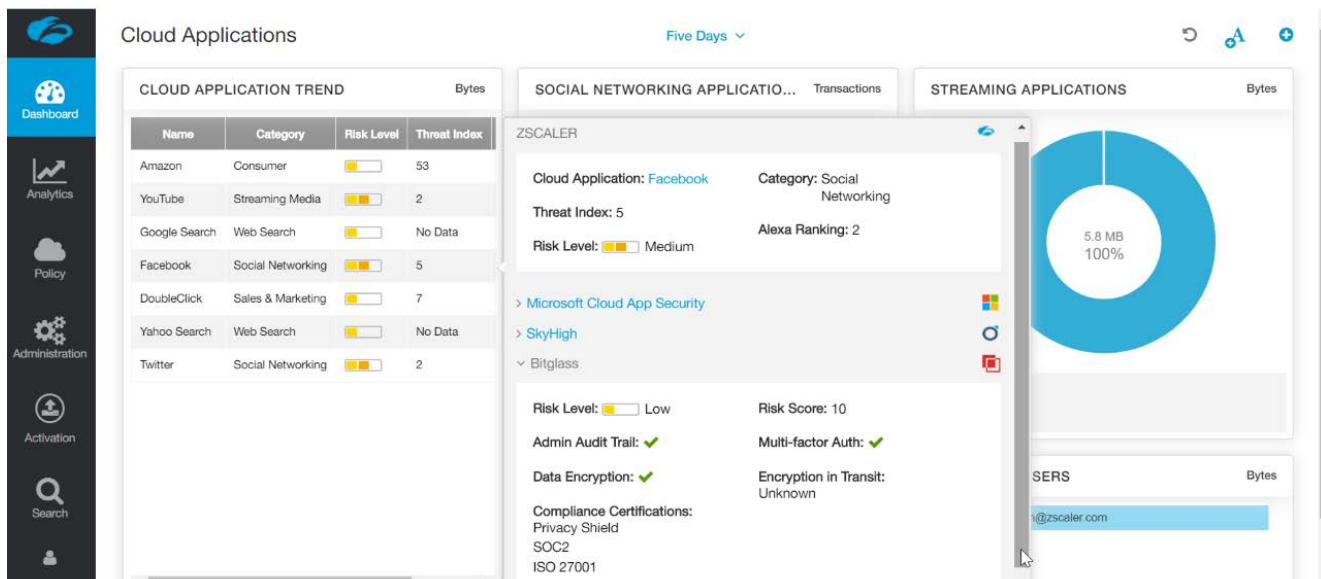 Cloud Applications
Five Days
Dashboard
Analytics
Policy
Administration
Activation
Search
CLOUD APPLICATION TREND Bytes
Name Category Risk Level Threat Index
Amazon Consumer 53
YouTube Streaming Media 2
Google Search Web Search No Data
Facebook Social Networking 5
DoubleClick Sales & Marketing 7
Yahoo Search Web Search No Data
Twitter Social Networking 2
SOCIAL NETWORKING APPLICATIO... Transactions
ZSCALER
Cloud Application: Facebook
Category: Social
Networking
Threat Index: 5
Alexa Ranking: 2
Risk Level: Medium
> Microsoft Cloud App Security
> SkyHigh
Bitglass
Risk Level: Low
Risk Score: 10
Admin Audit Trail:
Multi-factor Auth:
Data Encryption:
Encryption in Transit:
Unknown
Compliance Certifications:
Privacy Shield
SOC2
ISO 27001
STREAMING APPLICATIONS Bytes
5.8 MB
100%
SERS Bytes
@zscaler.com